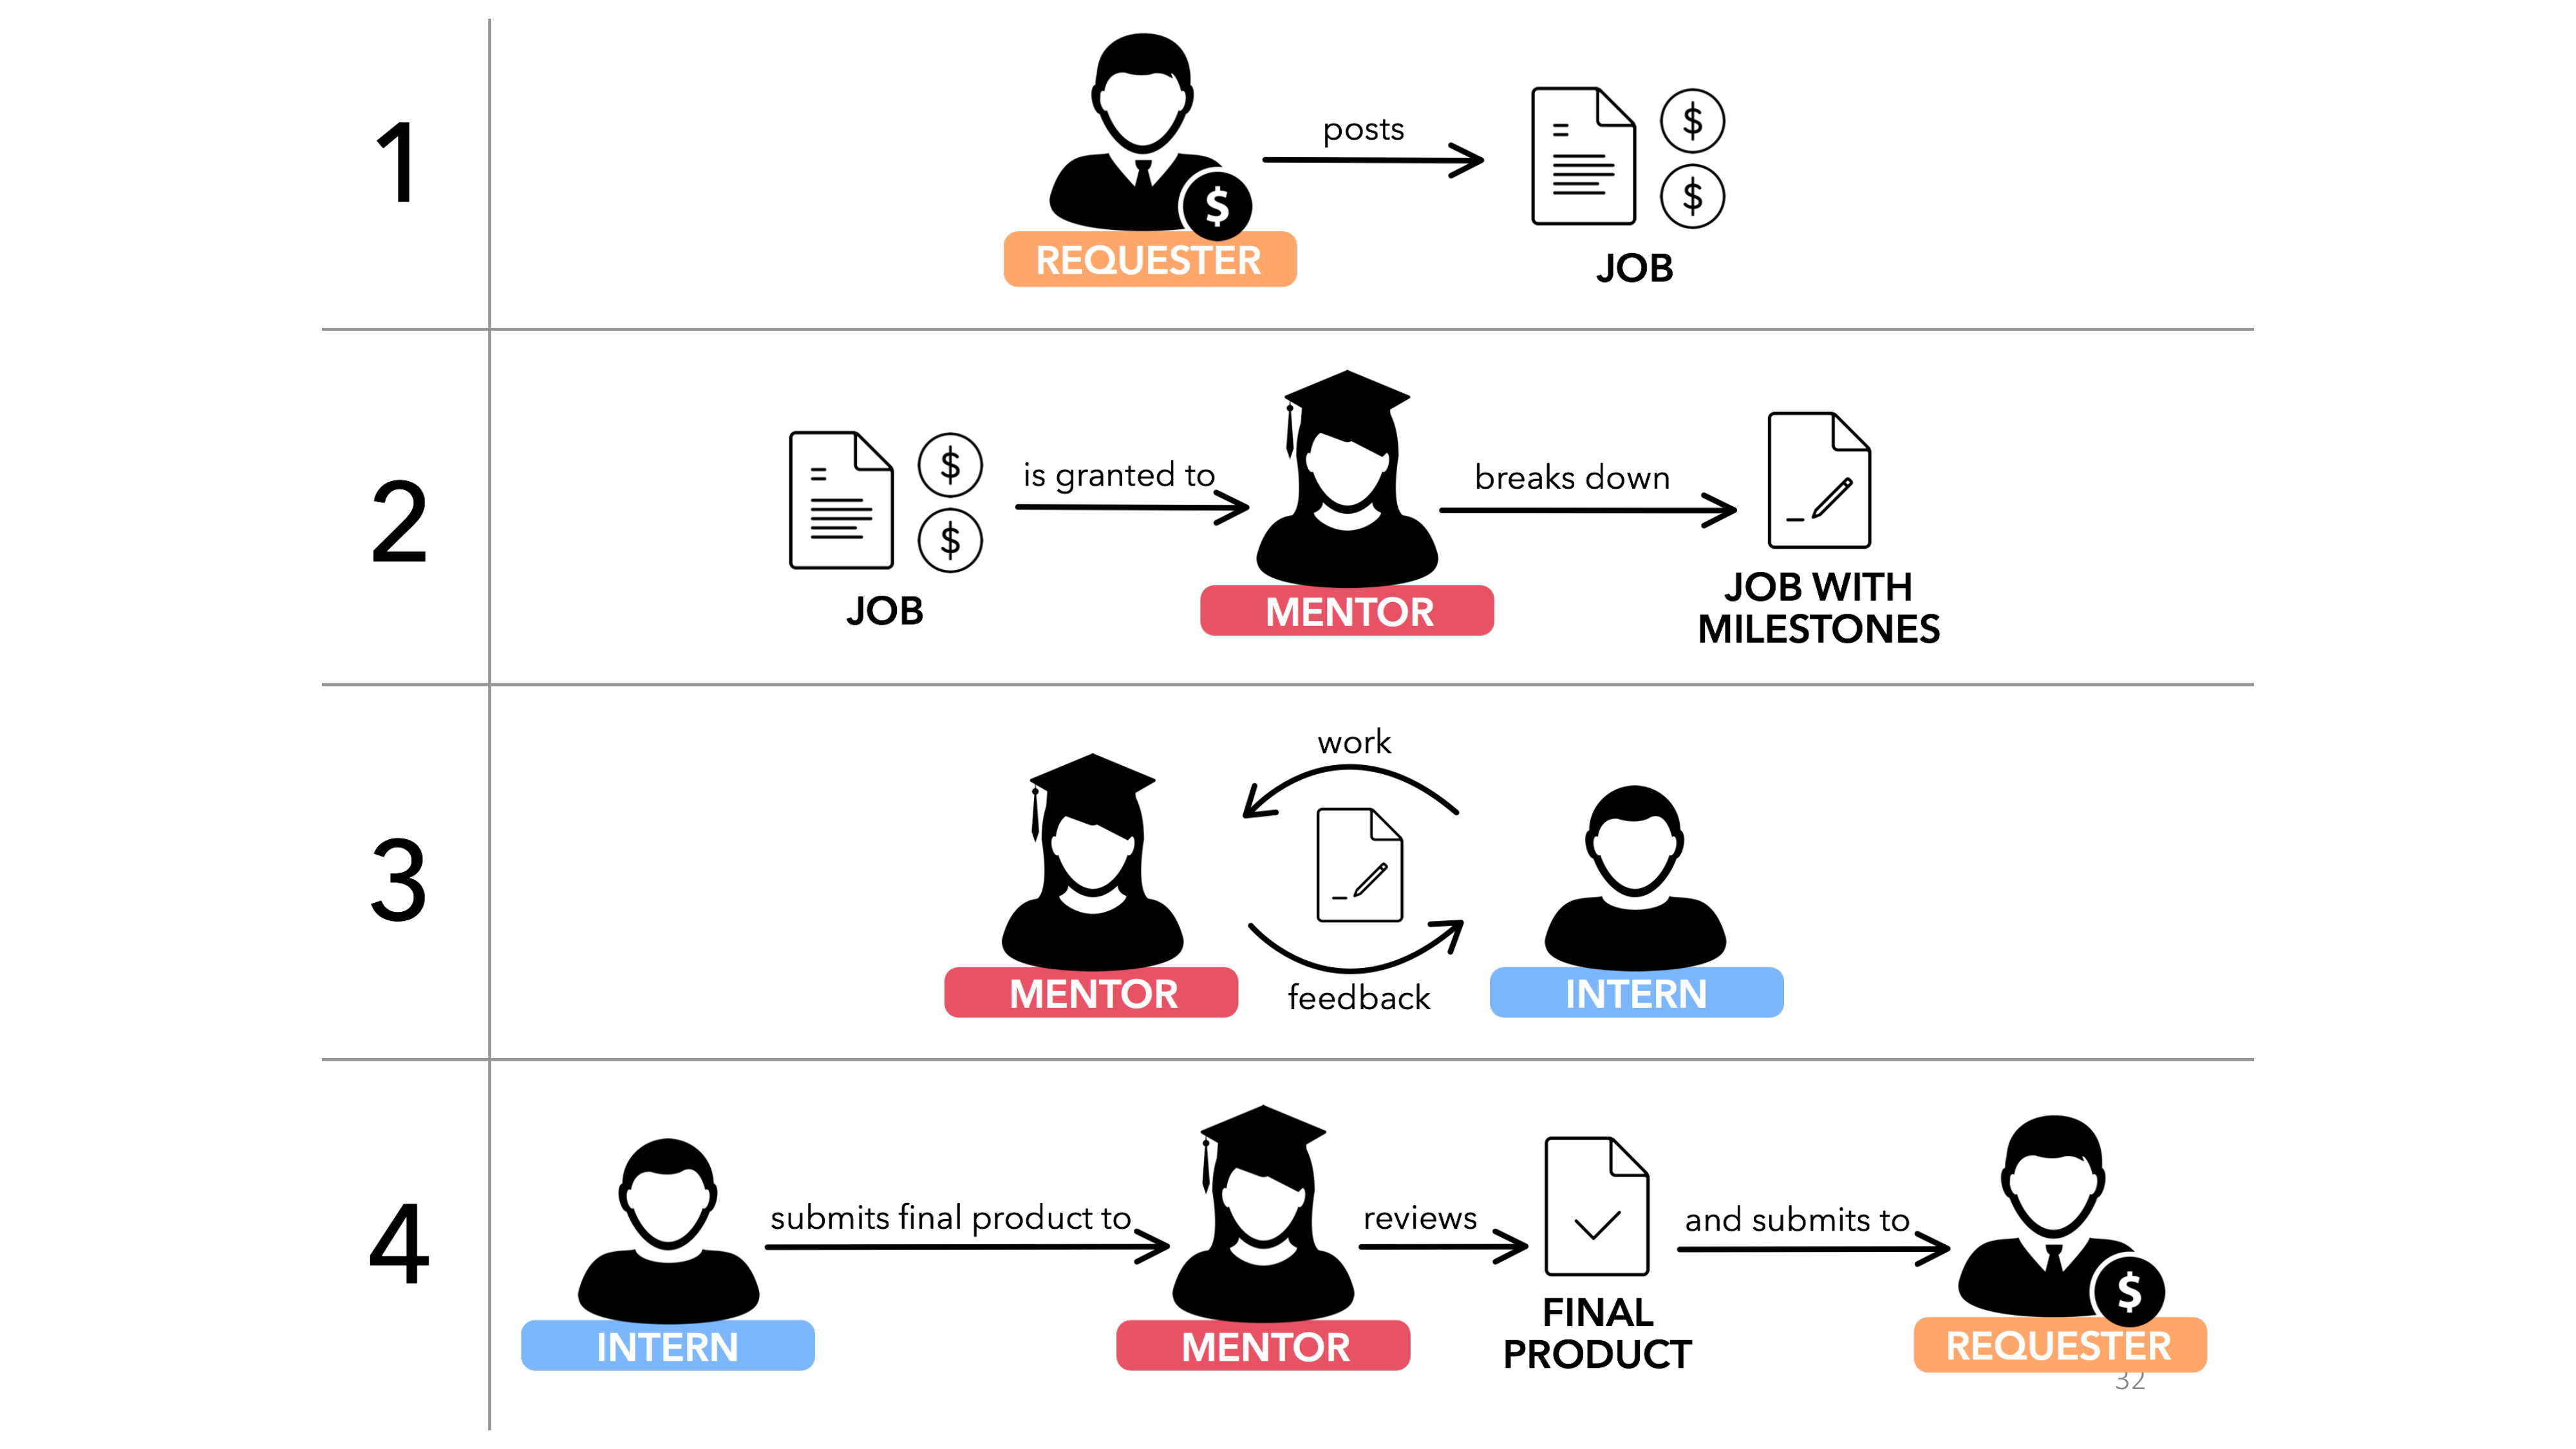 1
posts
$
$
$
REQUESTER
JOB
2
is granted to
breaks down
$
$
JOB
MENTOR
JOB WITH
MILESTONES
3
work
feedback
MENTOR
INTERN
4
submits final product to
reviews
and submits to
$
INTERN
MENTOR
FINAL
PRODUCT
REQUESTER
32